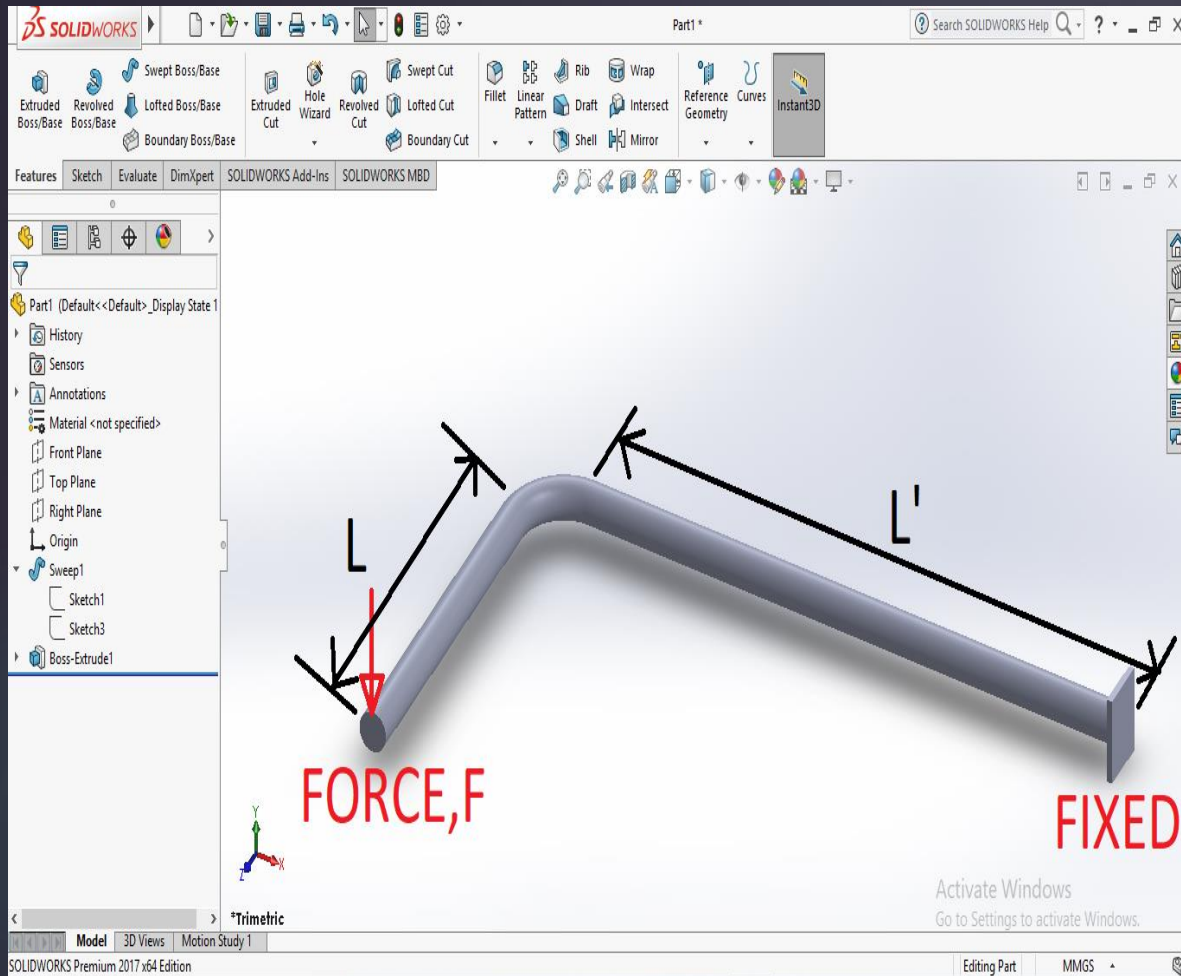 SOLIDWORKS
Part1 *
Search SOLIDWORKS Help
?
Extruded Boss/Base
Revolved Boss/Base
Swept Boss/Base
Lofted Boss/Base
Boundary Boss/Base
Extruded Cut
Hole Wizard
Revolved Cut
Swept Cut
Lofted Cut
Boundary Cut
Fillet
Linear Pattern
Rib
Draft
Shell
Wrap
Intersect
Mirror
Reference Geometry
Curves
Instant3D
Features Sketch Evaluate DimXpert SOLIDWORKS Add-Ins SOLIDWORKS MBD
Part1 (Default<<Default>_Display State 1
History
Sensors
Annotations
Material <not specified>
Front Plane
Top Plane
Right Plane
Origin
Sweep1
Sketch1
Sketch3
Boss-Extrude1
L
L'
FORCE,F
FIXED
Y
X
Z
Activate Windows
Go to Settings to activate Windows.
*Trimetric
Model 3D Views Motion Study 1
SOLIDWORKS Premium 2017 x64 Edition
Editing Part
MMGS